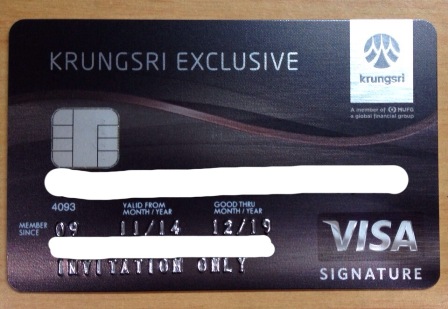 KRUNGSRI EXCLUSIVE
krungsri
A member of MUFG
a global financial group
4093
VALID FROM
MONTH / YEAR
GOOD THRU
MONTH / YEAR
MEMBER
SINCE
09 11/14 12/19
INVITATION ONLY
VISA
SIGNATURE